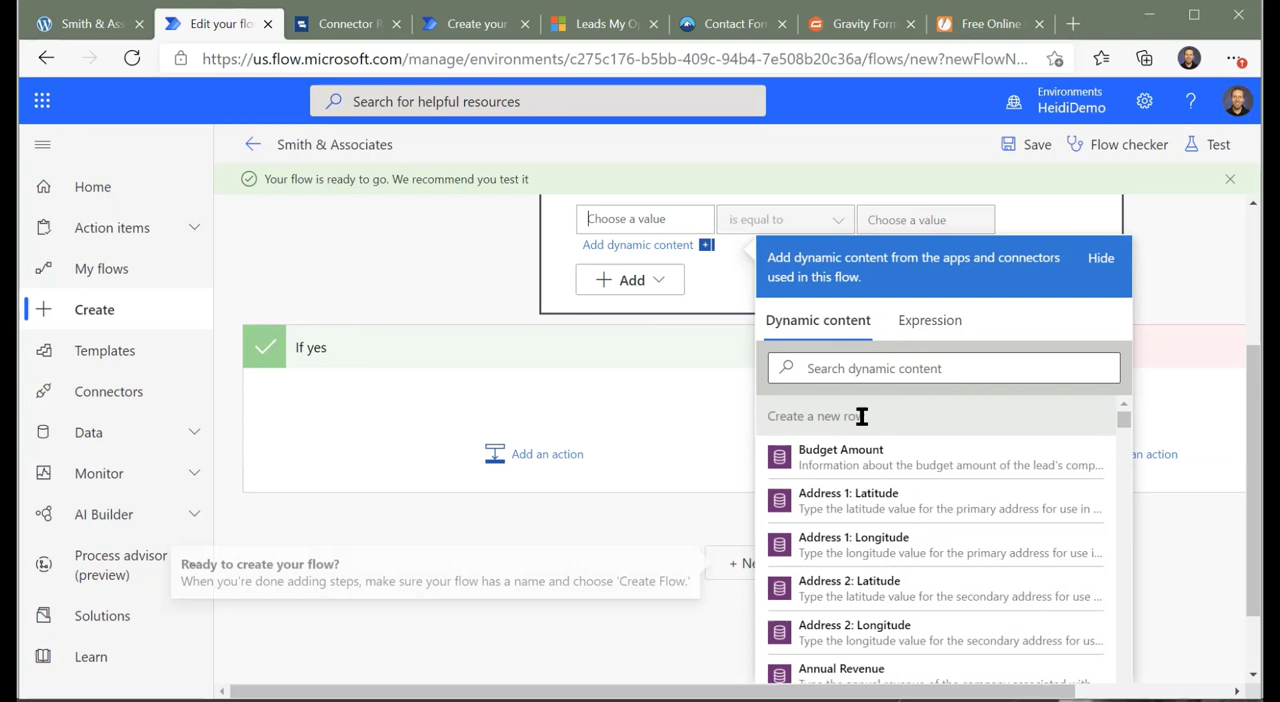 Smith & Ass
Edit your flo
Connector R
Create your
Leads My O
Contact For
Gravity For
Free Online
https://us.flow.microsoft.com/manage/environments/c275c176-b5bb-409c-94b4-7e508b20c36a/flows/new?newFlowN...
Search for helpful resources
Environments
HeidiDemo
Smith & Associates
Save
Flow checker
Test
Your flow is ready to go. We recommend you test it
Home
Action items
My flows
Create
Templates
Connectors
Data
Monitor
AI Builder
Process advisor
(preview)
Solutions
Learn
Choose a value
is equal to
Choose a value
Add dynamic content
Add
If yes
Add an action
an action
Ready to create your flow?
When you're done adding steps, make sure your flow has a name and choose 'Create Flow.'
+ Ne
Add dynamic content from the apps and connectors
used in this flow.
Hide
Dynamic content
Expression
Search dynamic content
Create a new ro
Budget Amount
Information about the budget amount of the lead's comp...
Address 1: Latitude
Type the latitude value for the primary address for use in ...
Address 1: Longitude
Type the longitude value for the primary address for use i...
Address 2: Latitude
Type the latitude value for the secondary address for use ...
Address 2: Longitude
Type the longitude value for the secondary address for us...
Annual Revenue